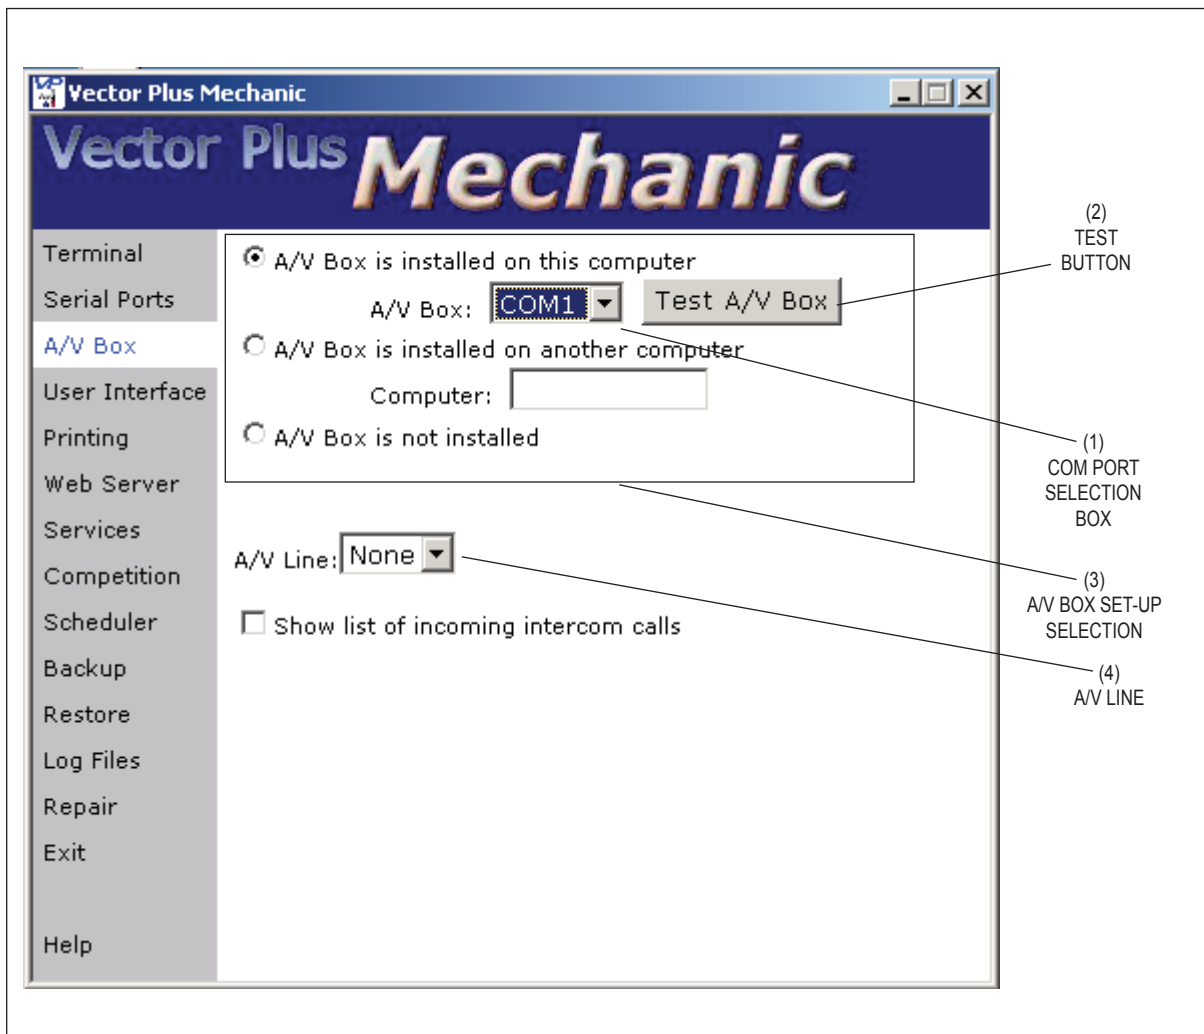 Vector Plus Mechanic
Vector Plus Mechanic
Terminal
Serial Ports
A/V Box
User Interface
Printing
Web Server
Services
Competition
Scheduler
Backup
Restore
Log Files
Repair
Exit
Help
A/V Box is installed on this computer
A/V Box: COM1 Test A/V Box
A/V Box is installed on another computer
Computer:
A/V Box is not installed
A/V Line: None
Show list of incoming intercom calls
(2)
TEST
BUTTON
(1)
COM PORT
SELECTION
BOX
(3)
A/V BOX SET-UP
SELECTION
(4)
A/V LINE